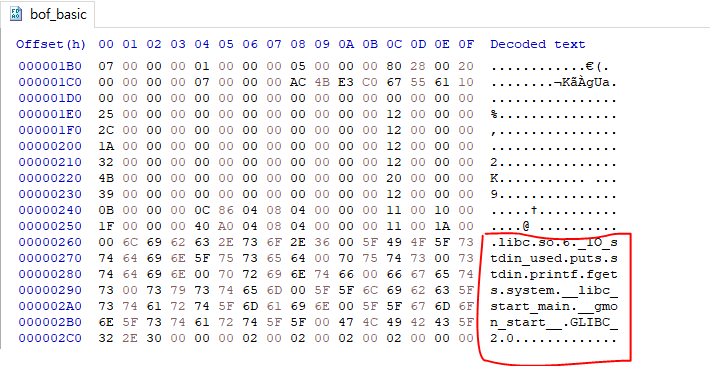 bof_basic
Offset(h) 00 01 02 03 04 05 06 07 08 09 0A 0B 0C 0D 0E 0F Decoded text
000001B0 07 00 00 00 01 00 00 00 05 00 00 00 80 28 00 20 ............€(. 
000001C0 00 00 00 00 07 00 00 00 AC 4B E3 C0 67 55 61 10 ........¬KãÀgUa.
000001D0 00 00 00 00 00 00 00 00 00 00 00 00 00 00 00 00 ................
000001E0 25 00 00 00 00 00 00 00 00 00 00 00 12 00 00 00 %...............
000001F0 2C 00 00 00 00 00 00 00 00 00 00 00 12 00 00 00 ,...............
00000200 1A 00 00 00 00 00 00 00 00 00 00 00 12 00 00 00 ................
00000210 32 00 00 00 00 00 00 00 00 00 00 00 12 00 00 00 2...............
00000220 4B 00 00 00 00 00 00 00 00 00 00 00 20 00 00 00 K........... ...
00000230 39 00 00 00 00 00 00 00 00 00 00 00 12 00 00 00 9...............
00000240 0B 00 00 00 0C 86 04 08 04 00 00 00 11 00 10 00 .....†..........
00000250 1F 00 00 00 40 A0 04 08 04 00 00 00 11 00 1A 00 ....@ ..........
00000260 00 6C 69 62 63 2E 73 6F 2E 36 00 5F 49 4F 5F 73 .libc.so.6._IO_s
00000270 74 64 69 6E 5F 75 73 65 64 00 70 75 74 73 00 73 tdin_used.puts.s
00000280 74 64 69 6E 00 70 72 69 6E 74 66 00 66 67 65 74 tdin.printf.fget
00000290 73 00 73 79 73 74 65 6D 00 5F 5F 6C 69 62 63 5F s.system.__libc_
000002A0 73 74 61 72 74 5F 6D 61 69 6E 00 5F 5F 67 6D 6F start_main.__gmo
000002B0 6E 5F 73 74 61 72 74 5F 5F 00 47 4C 49 42 43 5F n_start__.GLIBC_
000002C0 32 2E 30 00 00 00 02 00 02 00 02 00 02 00 00 00 2.0.............